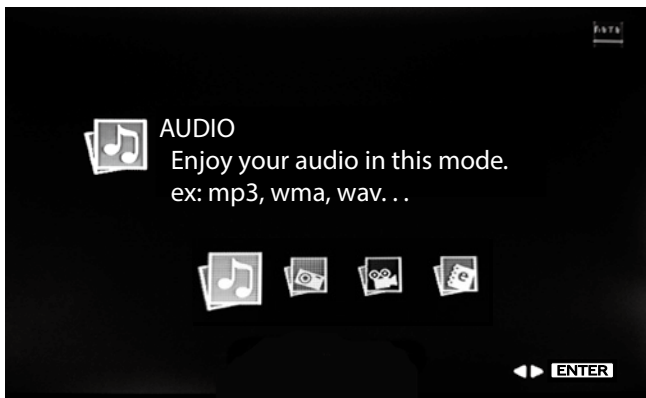 AUDIO
Enjoy your audio in this mode.
ex: mp3, wma, wav. . .
ENTER